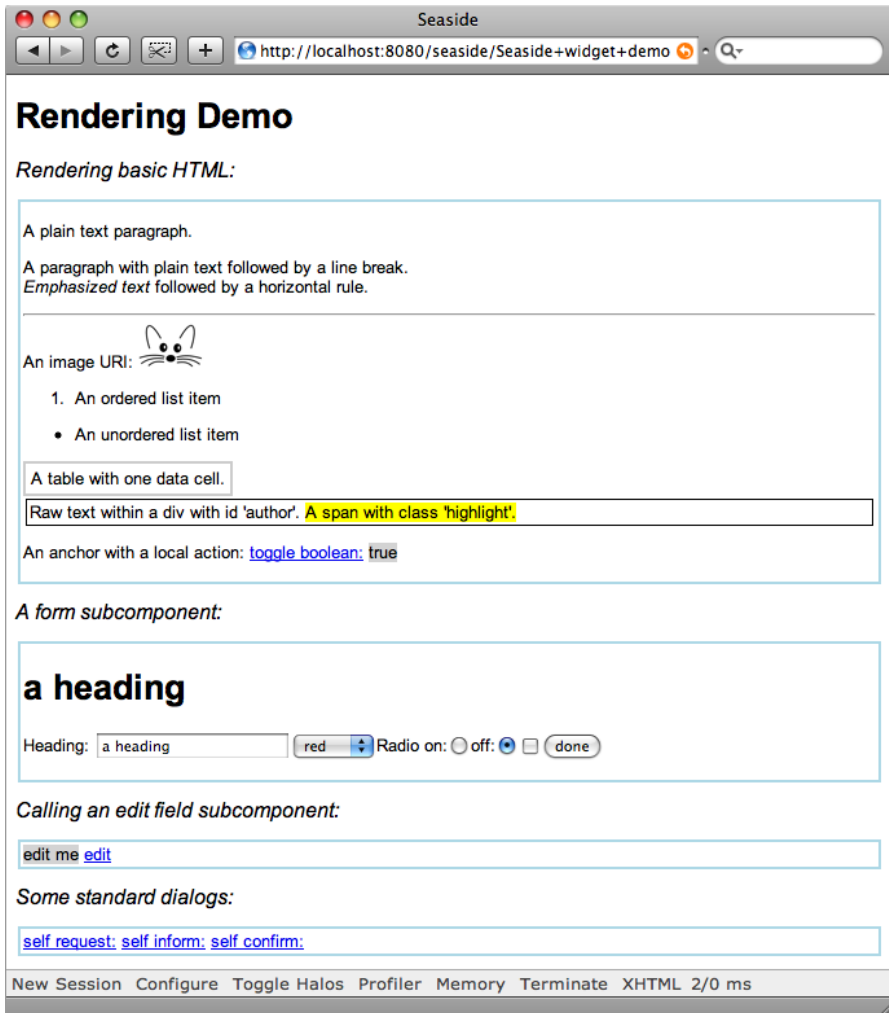 Seaside
http://localhost:8080/seaside/Seaside+widget+demo
Rendering Demo
Rendering basic HTML:
A plain text paragraph.
A paragraph with plain text followed by a line break.
Emphasized text followed by a horizontal rule.
An image URI:
1. An ordered list item
• An unordered list item
A table with one data cell.
Raw text within a div with id 'author'. A span with class 'highlight'.
An anchor with a local action: toggle boolean: true
A form subcomponent:
a heading
Heading: a heading red Radio on: off: done
Calling an edit field subcomponent:
edit me edit
Some standard dialogs:
self request: self inform: self confirm:
New Session Configure Toggle Halos Profiler Memory Terminate XHTML 2/0 ms